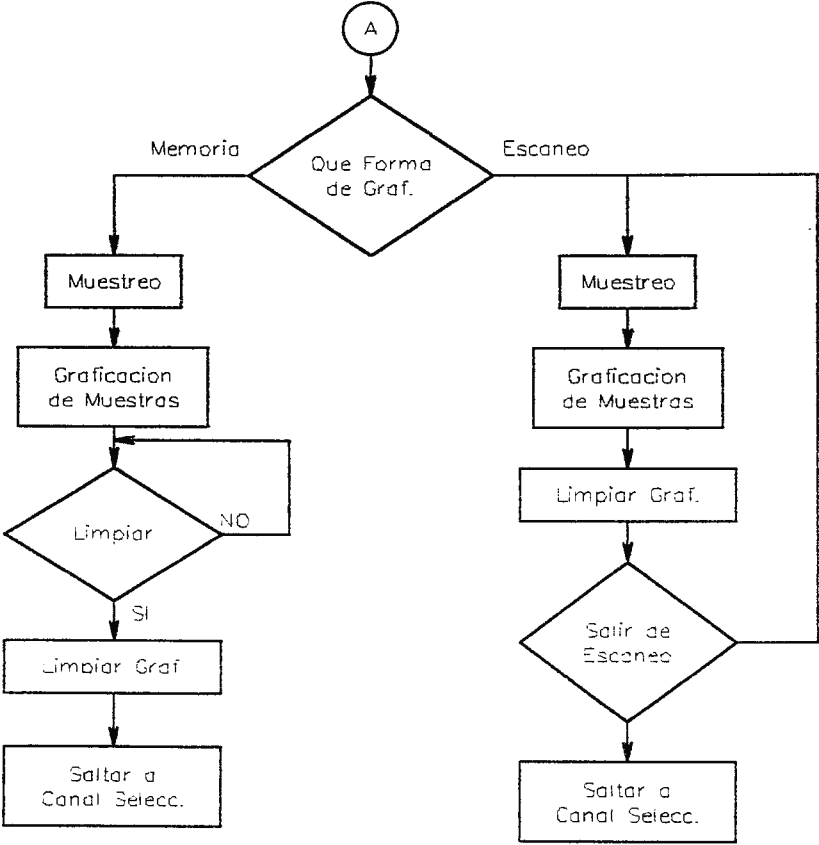 A
Memoria
Escaneo
Que Forma
de Graf.
Muestreo
Graficacion
de Muestras
Limpiar
NO
SI
Limpiar Graf
Saltar a
Canal Selecc.
Muestreo
Graficacion
de Muestras
Limpiar Graf.
Salir de
Escaneo
Saltar a
Canal Selecc.